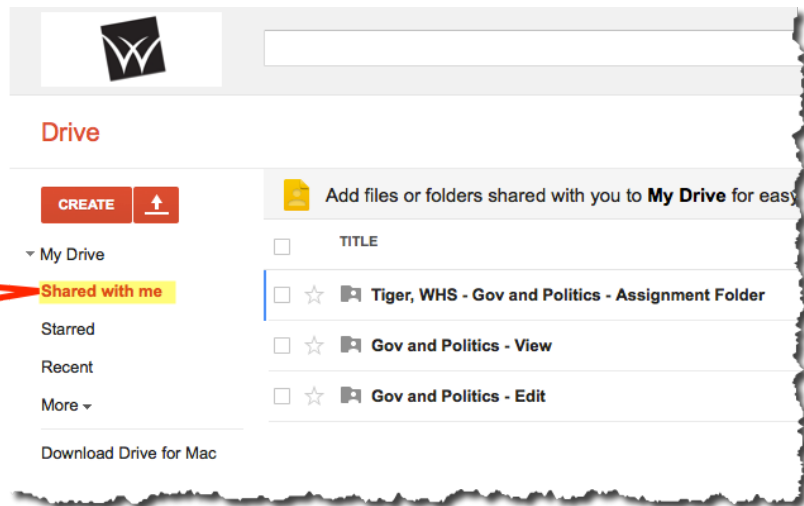 Drive
CREATE
Add files or folders shared with you to My Drive for easy
TITLE
My Drive
Shared with me
Tiger, WHS - Gov and Politics - Assignment Folder
Starred
Gov and Politics - View
Recent
Gov and Politics - Edit
More
Download Drive for Mac